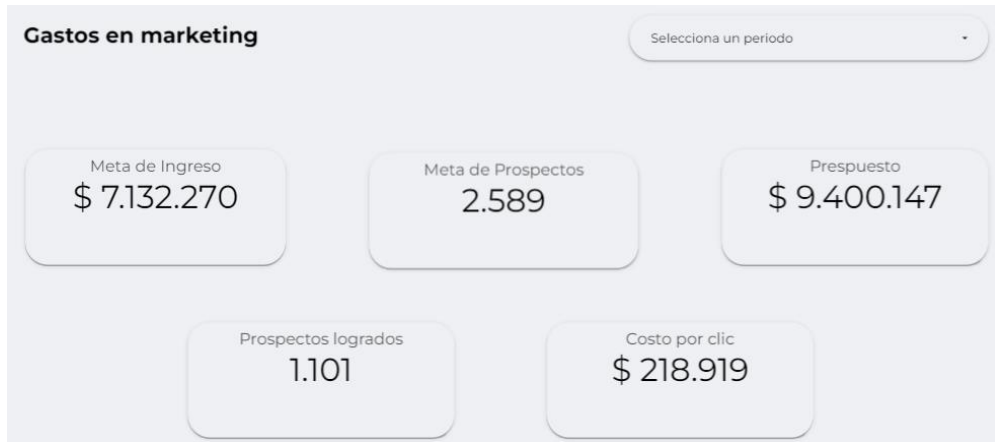 Gastos en marketing
Selecciona un periodo
Meta de Ingreso
$ 7.132.270
Meta de Prospectos
2.589
Prespuesto
$ 9.400.147
Prospectos logrados
1.101
Costo por clic
$ 218.919